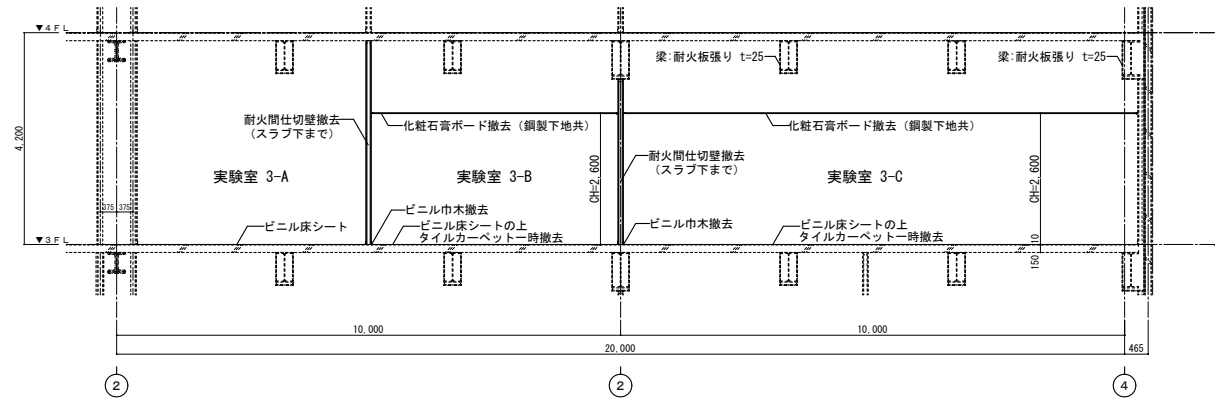 ▼4FL
梁:耐火板張り t=25
梁:耐火板張り t=25
4,200
耐火間仕切壁撤去
(スラブ下まで)
化粧石膏ボード撤去(鋼製下地共)
化粧石膏ボード撤去(鋼製下地共)
実験室 3-A
実験室 3-B
CH=2,600
耐火間仕切壁撤去
(スラブ下まで)
実験室 3-C
CH=2,600
375 375
ビニル巾木撤去
ビニル床シート
ビニル床シートの上
タイルカーペット一時撤去
ビニル巾木撤去
ビニル床シートの上
タイルカーペット一時撤去
▼3FL
10
150
10,000
10,000
20,000
465
2
2
4